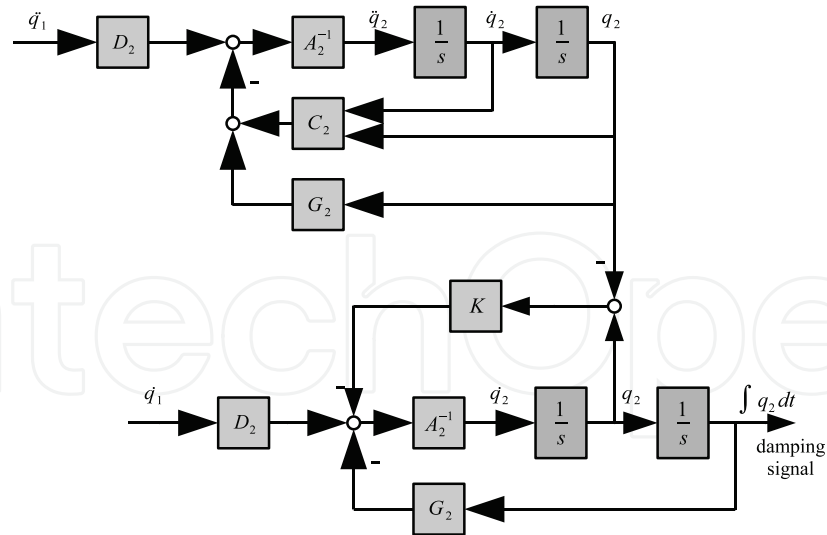 q̈₁
D₂
A₂⁻¹
q̈₂
1/s
q̇₂
1/s
q₂
-
C₂
G₂
-
K
-
q̇₁
D₂
A₂⁻¹
q̇₂
1/s
q₂
1/s
∫ q₂ dt
damping
signal
-
G₂
ntechOpe